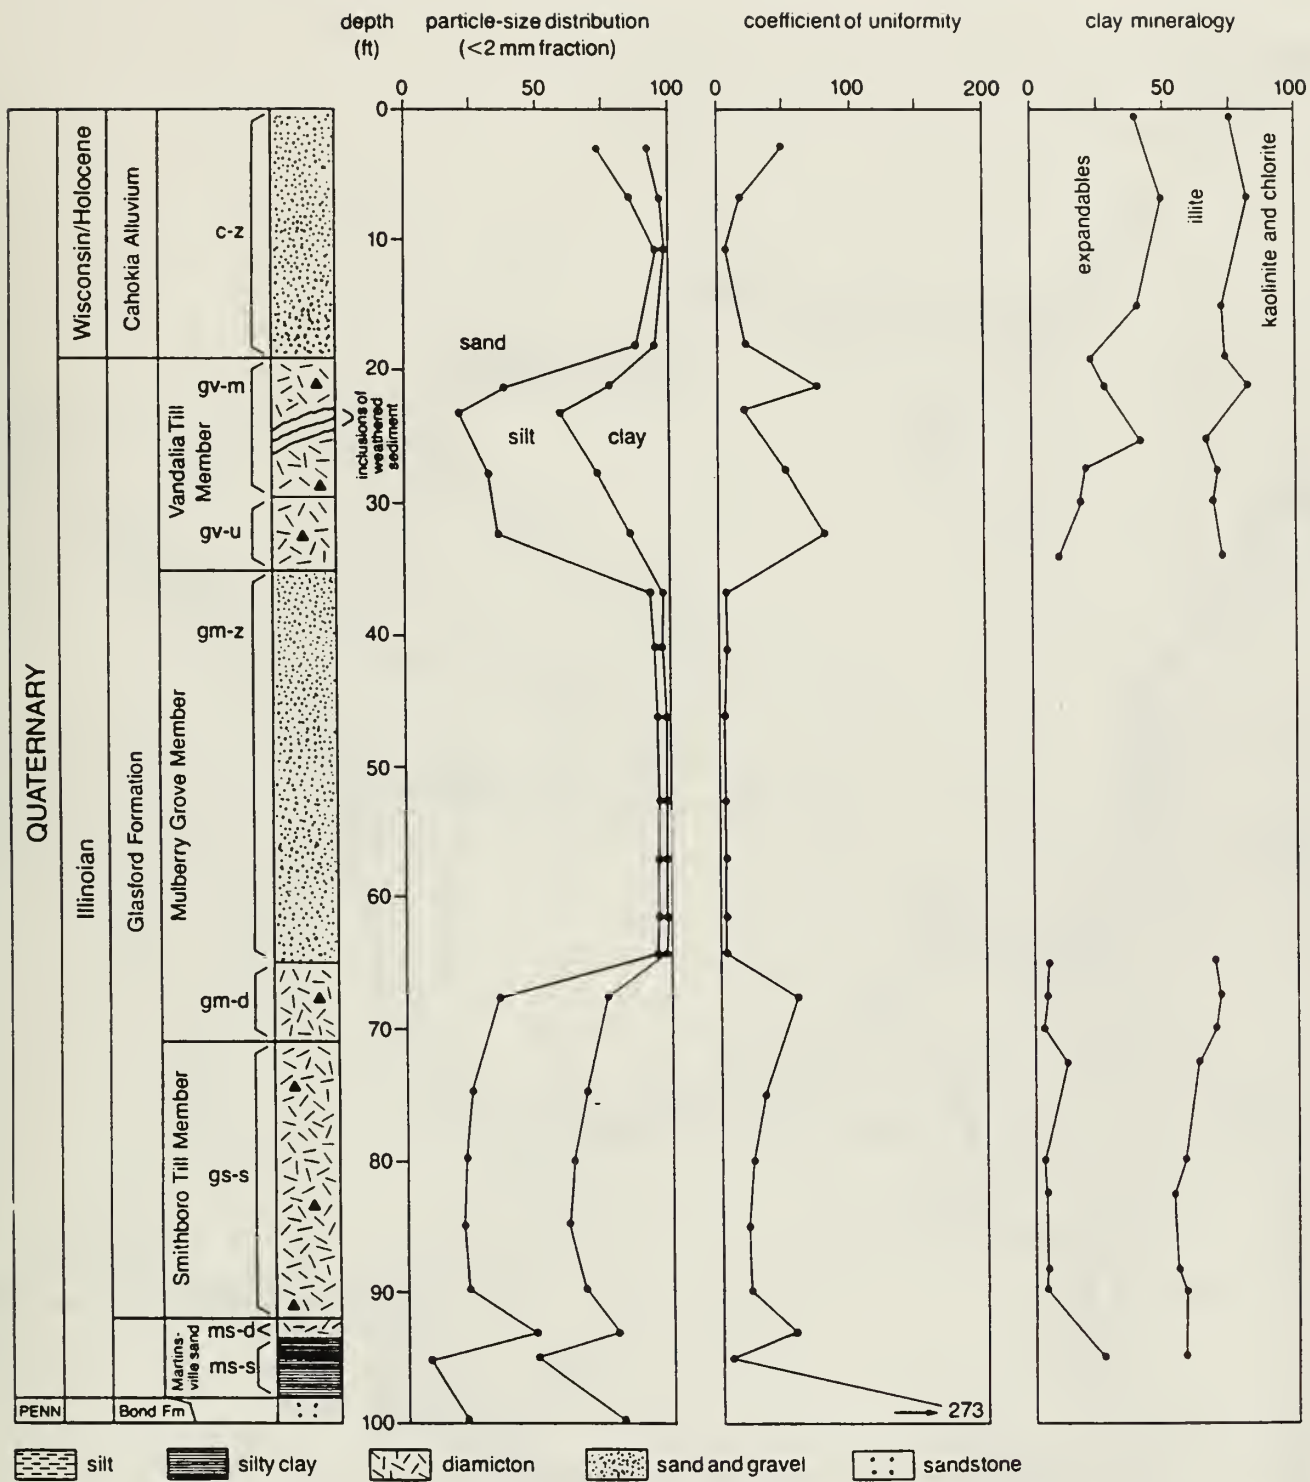 depth
(ft)
particle-size distribution
(<2 mm fraction)
coefficient of uniformity
clay mineralogy
0 50 100
0 100 200
0 50 100
0
10
20
30
40
50
60
70
80
90
100
QUATERNARY
PENN
Wisconsin/Holocene
Illinoian
Cahokia Alluvium
Glasford Formation
Bond Fm
Vandalia Till
Member
Mulberry Grove Member
Smithboro Till Member
Martins-
ville sand
c-z
gv-m
gv-u
gm-z
gm-d
gs-s
ms-d
ms-s
inclusions of
weathered
sediment
sand
silt
clay
expandables
illite
kaolinite and chlorite
273
silt
silty clay
diamicton
sand and gravel
sandstone